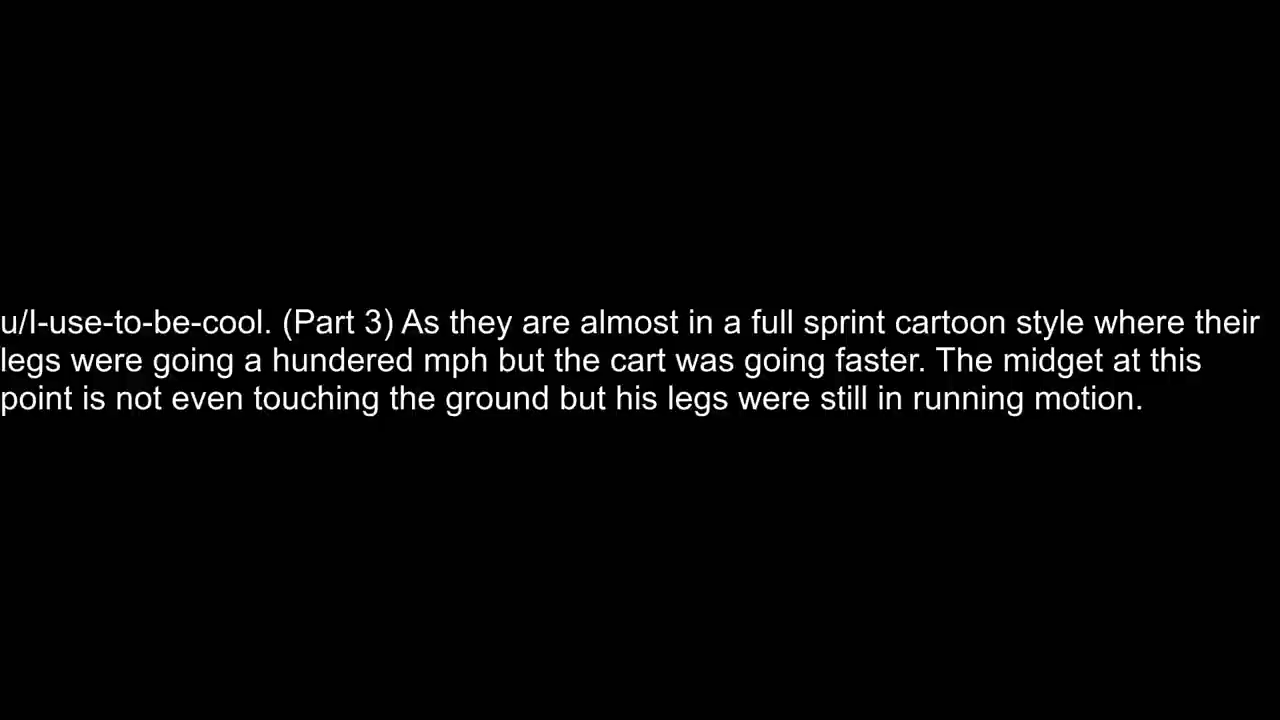 u/I-use-to-be-cool. (Part 3) As they are almost in a full sprint cartoon style where their
legs were going a hundered mph but the cart was going faster. The midget at this
point is not even touching the ground but his legs were still in running motion.